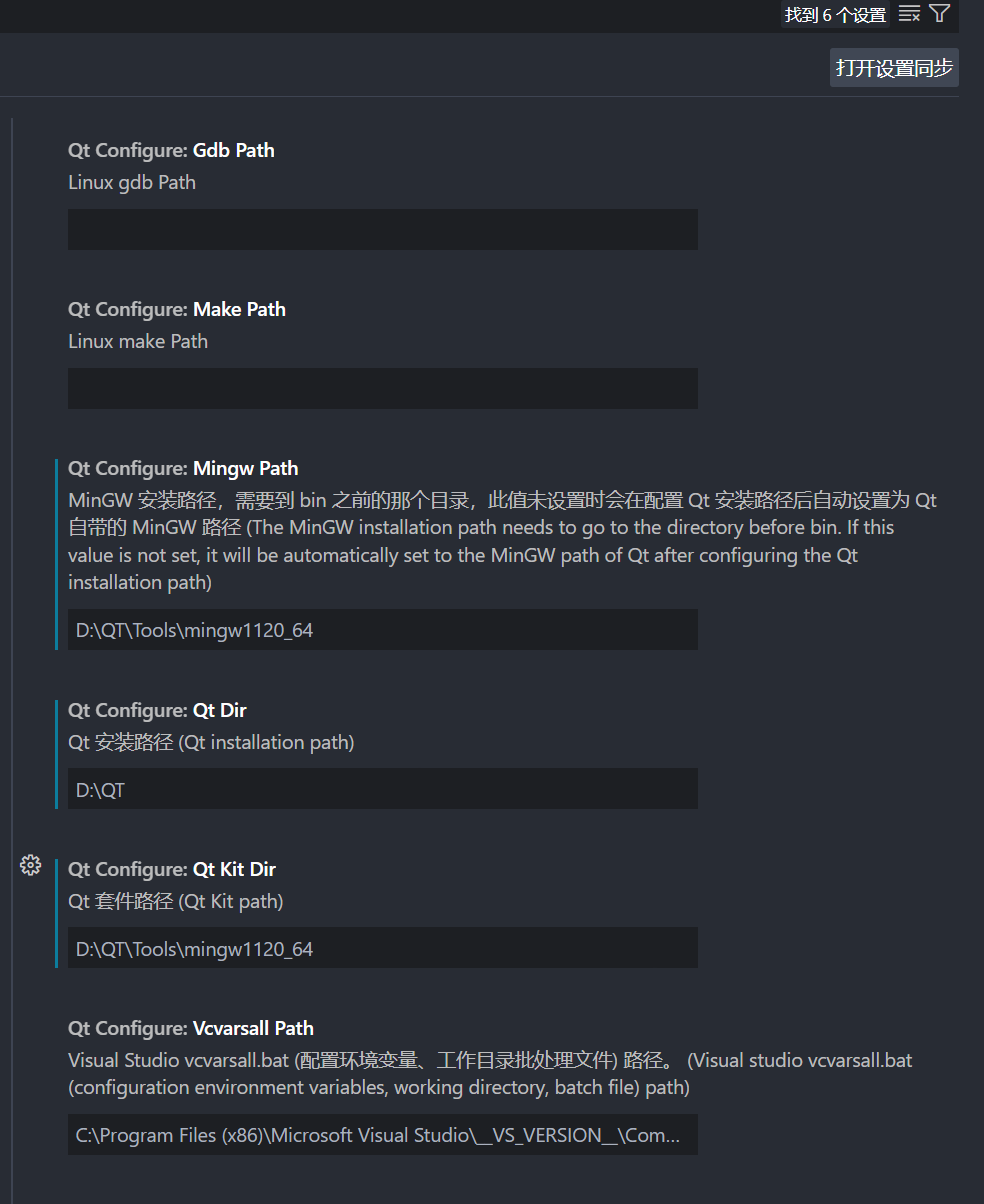 找到 6 个设置
打开设置同步
Qt Configure: Gdb Path
Linux gdb Path
Qt Configure: Make Path
Linux make Path
Qt Configure: Mingw Path
MinGW 安装路径，需要到 bin 之前的那个目录，此值未设置时会在配置 Qt 安装路径后自动设置为 Qt
自带的 MinGW 路径 (The MinGW installation path needs to go to the directory before bin. If this
value is not set, it will be automatically set to the MinGW path of Qt after configuring the Qt
installation path)
D:\QT\Tools\mingw1120_64
Qt Configure: Qt Dir
Qt 安装路径 (Qt installation path)
D:\QT
Qt Configure: Qt Kit Dir
Qt 套件路径 (Qt Kit path)
D:\QT\Tools\mingw1120_64
Qt Configure: Vcvarsall Path
Visual Studio vcvarsall.bat (配置环境变量、工作目录批处理文件) 路径。 (Visual studio vcvarsall.bat
(configuration environment variables, working directory, batch file) path)
C:\Program Files (x86)\Microsoft Visual Studio\__VS_VERSION__\Com...